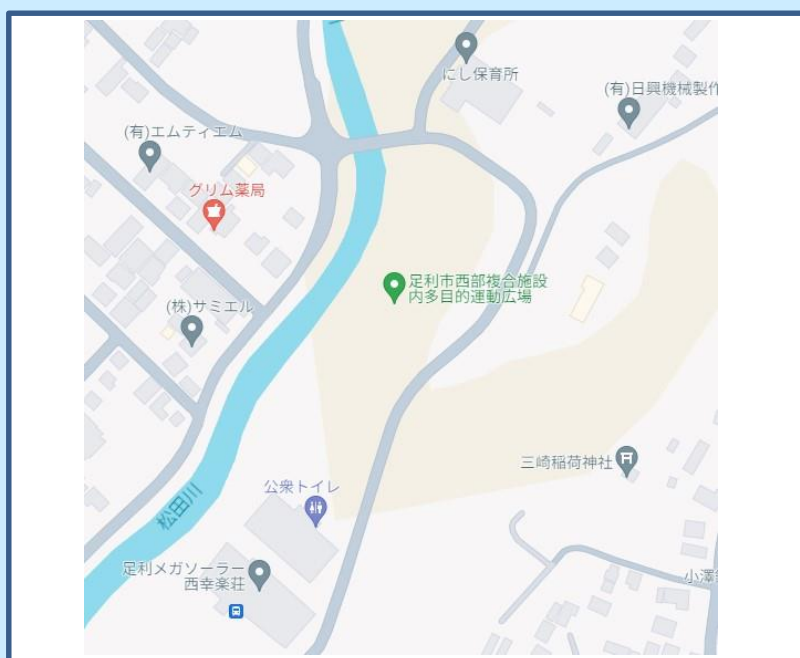 にし保育所
(有)日興機械製作
(有)エムティエム
グリム薬局
足利市西部複合施設
内多目的運動広場
(株)サミエル
三崎稲荷神社
公衆トイレ
松田川
足利メガソーラー
西幸楽荘
小澤